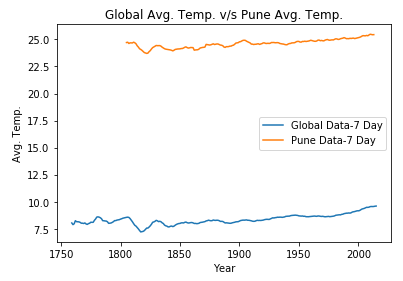 Global Avg. Temp. v/s Pune Avg. Temp.
25.0
22.5
20.0
17.5
15.0
12.5
10.0
7.5
Avg. Temp.
Global Data-7 Day
Pune Data-7 Day
1750 1800 1850 1900 1950 2000
Year